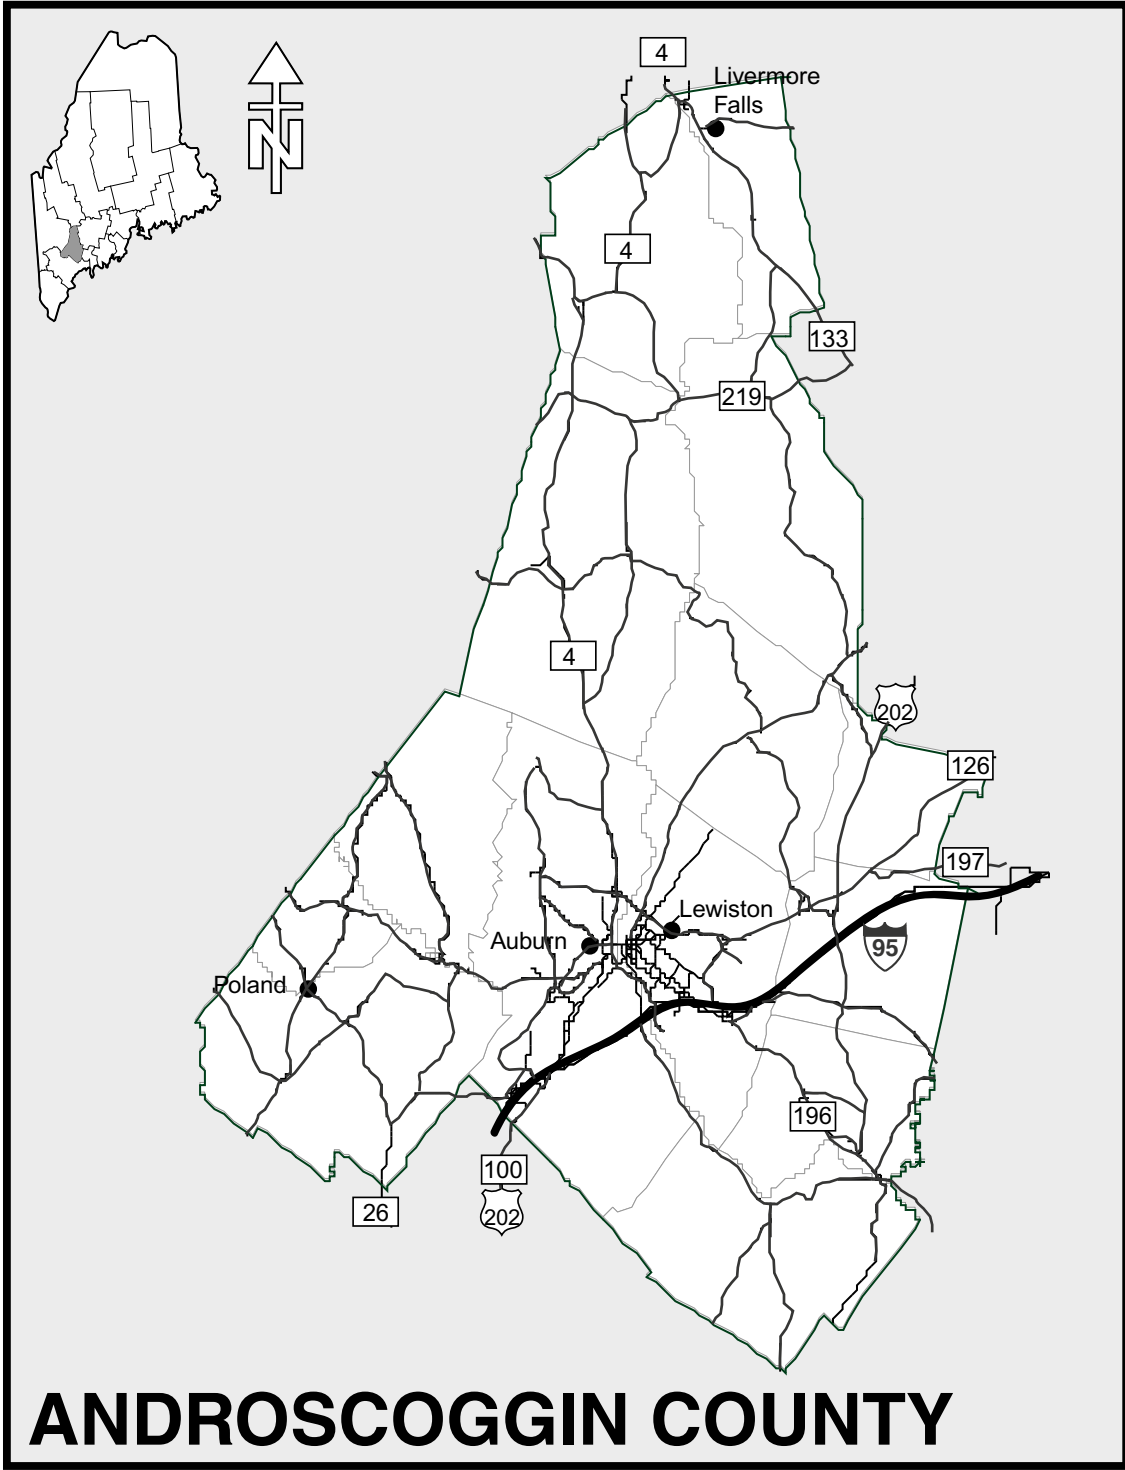 4
Livermore
Falls
N
4
133
219
4
202
126
197
Lewiston
Auburn
95
Poland
196
100
26
202
ANDROSCOGGIN COUNTY